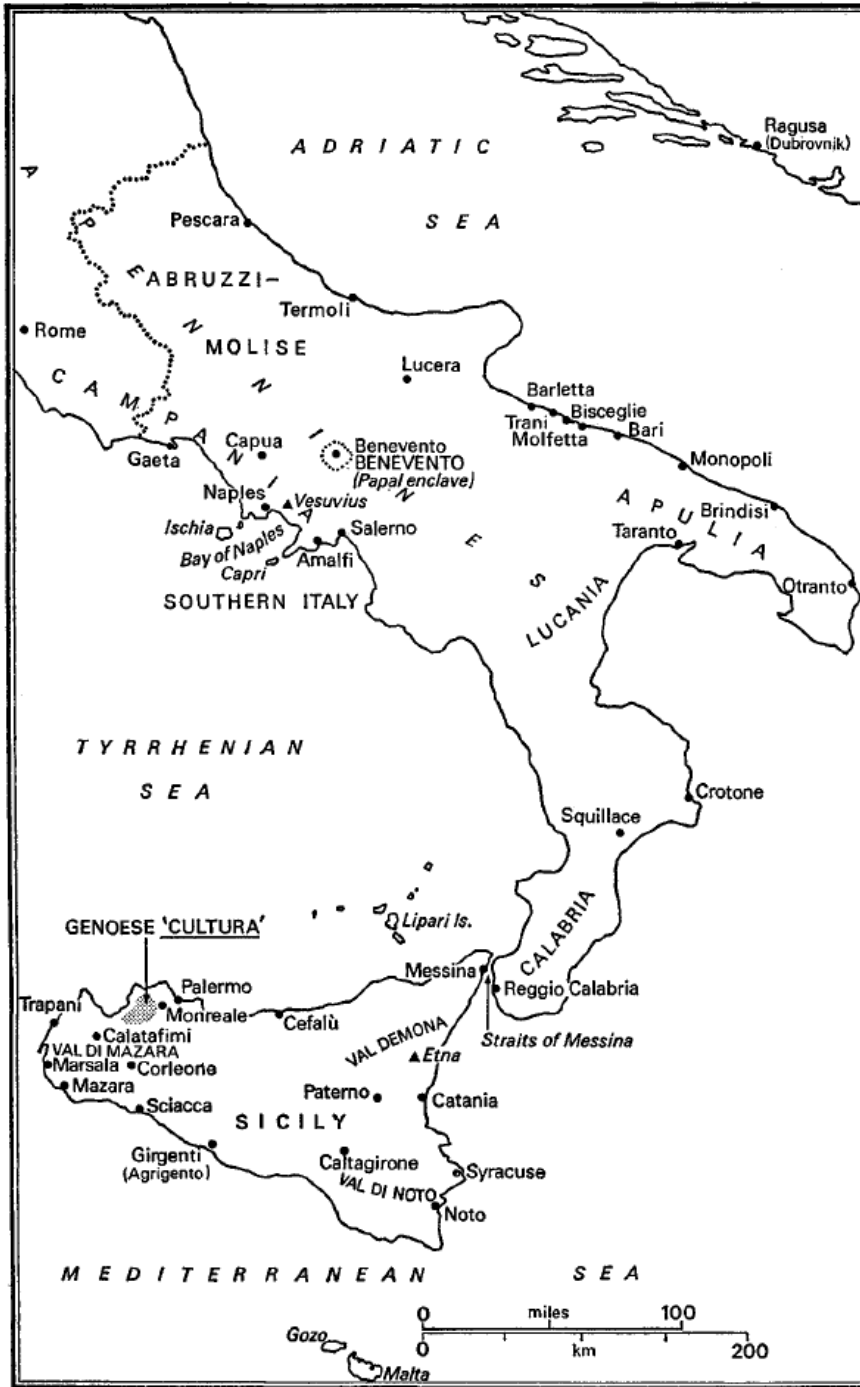 ADRIATIC
SEA
Ragusa
(Dubrovnik)
APENNINES
Pescara
ABRUZZI–
MOLISE
Termoli
Rome
CAMPANIA
Lucera
Barletta
Trani
Bisceglie
Molfetta
Bari
Gaeta
Capua
Benevento
BENEVENTO
(Papal enclave)
Monopoli
Naples
Vesuvius
APULIA
Brindisi
Ischia
Bay of Naples
Salerno
Taranto
Capri
Amalfi
Otranto
SOUTHERN ITALY
LUCANIA
TYRRHENIAN
SEA
Crotone
Squillace
Lipari Is.
GENOESE 'CULTURA'
CALABRIA
Messina
Palermo
Reggio Calabria
Trapani
Monreale
Cefalù
Straits of Messina
Calatafimi
VAL DEMONA
Etna
VAL DI MAZARA
Marsala
Corleone
Mazara
Paterno
Catania
Sciacca
SICILY
Girgenti
(Agrigento)
Caltagirone
Syracuse
VAL DI NOTO
Noto
MEDITERRANEAN SEA
0 miles 100
0 km 200
Gozo
Malta